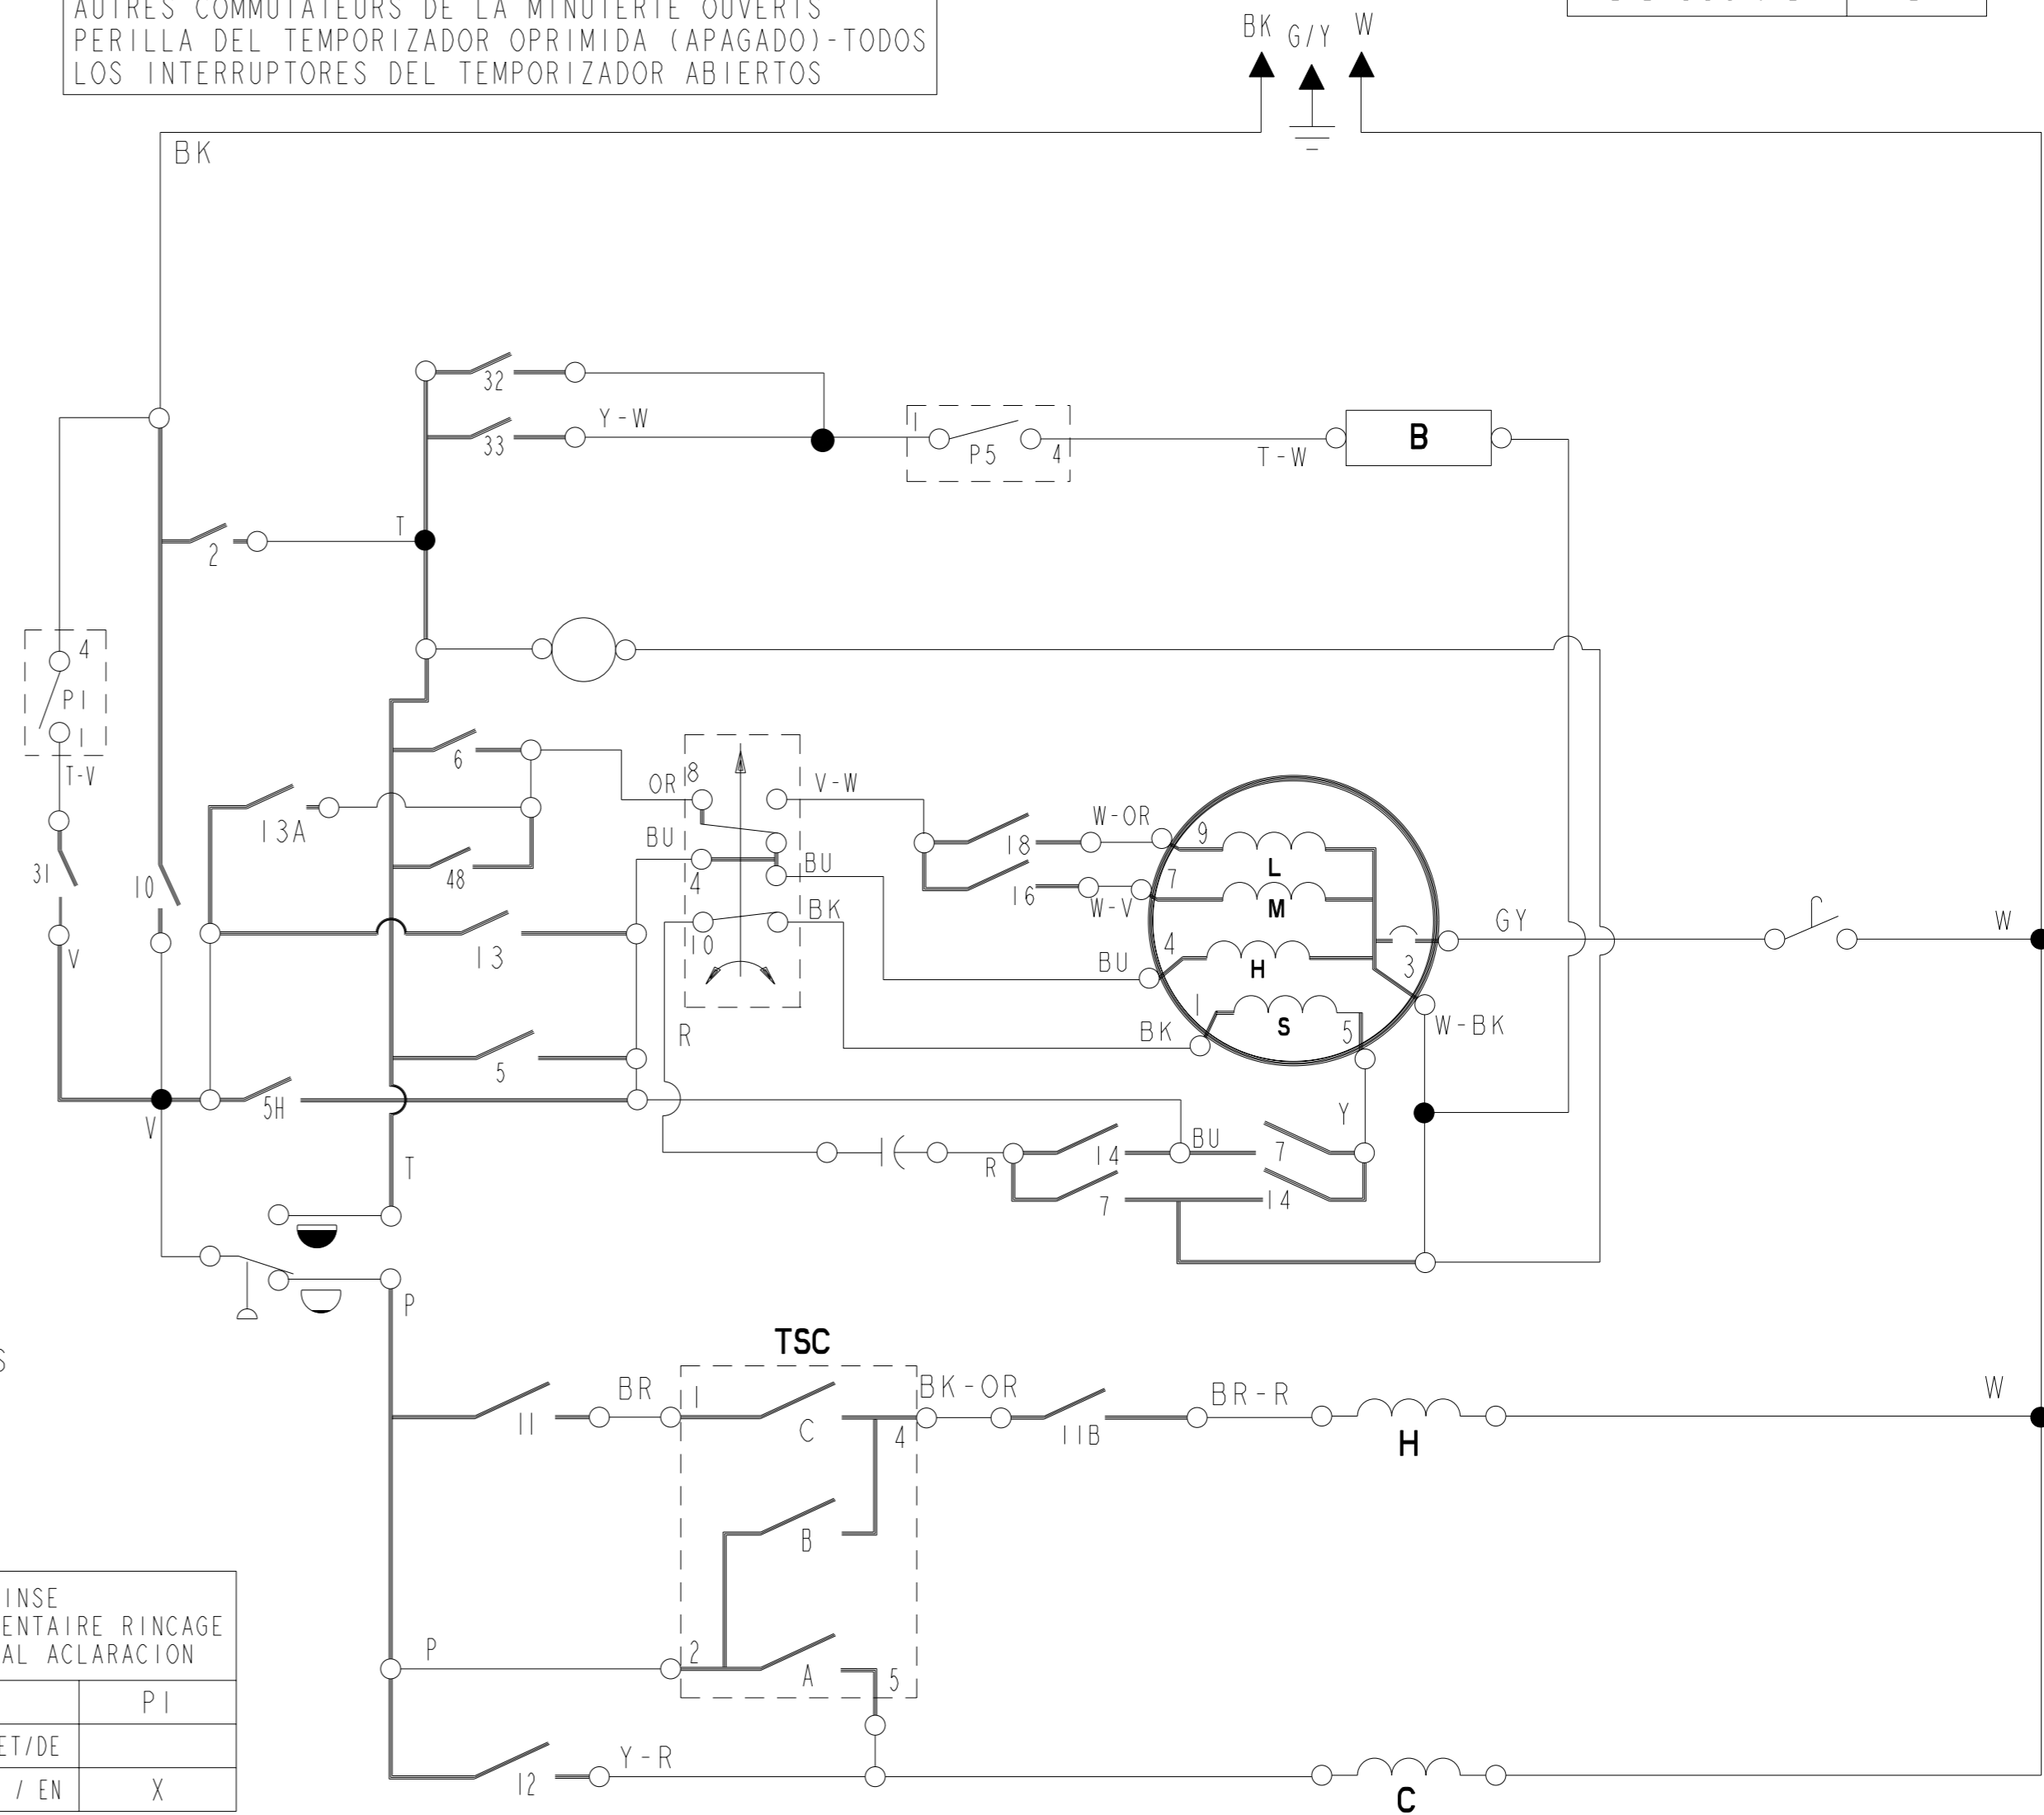 AUTRES COMMUTATEURS DE LA MINUTERIE OUVERTS
PERILLA DEL TEMPORIZADOR OPRIMIDA (APAGADO)-TODOS
LOS INTERRUPTORES DEL TEMPORIZADOR ABIERTOS
BK G/Y W
BK
32
33
Y-W
1
P5
4
T-W
B
T
2
4
P1
1
T-V
31
V
10
13A
6
48
13
5
5H
V
T
OR
8
BU
4
BU
10
BK
R
V-W
18
16
W-OR
W-V
9
7
4
1
L
M
H
S
3
5
BU
BK
GY
W
W-BK
Y
R
14
BU
7
7
14
P
S
TSC
11
BR
1
C
4
BK-OR
11B
BR-R
H
W
B
P
2
A
5
12
Y-R
C
INSE
ENTAIRE RINCAGE
AL ACLARACION
P1
ET/DE
/ EN X